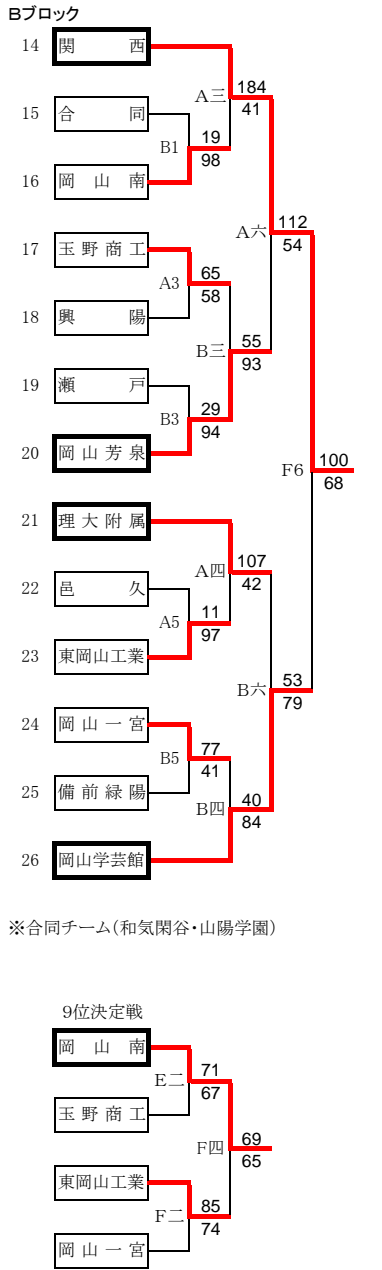 Bブロック
14 関西
A三 184
41
15 合同
B1 19
98
16 岡山南
A六 112
54
17 玉野商工
A3 65
58
18 興陽
B三 55
93
19 瀬戸
B3 29
94
20 岡山芳泉
F6 100
68
21 理大附属
A四 107
42
22 邑久
A5 11
97
23 東岡山工業
B六 53
79
24 岡山一宮
B5 77
41
25 備前緑陽
B四 40
84
26 岡山学芸館
※合同チーム(和気閑谷・山陽学園)
9位決定戦
岡山南
E二 71
67
玉野商工
F四 69
65
東岡山工業
F二 85
74
岡山一宮